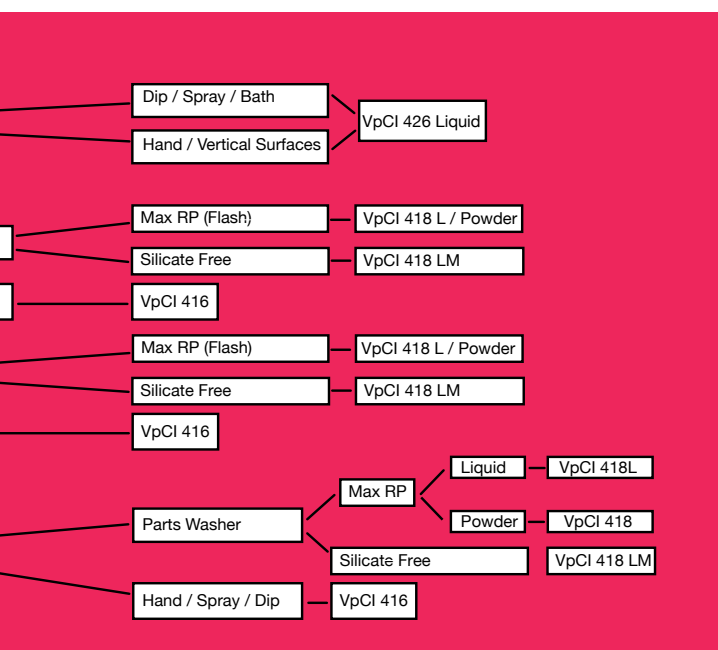 Dip / Spray / Bath
VpCI 426 Liquid
Hand / Vertical Surfaces
Max RP (Flash)
VpCI 418 L / Powder
Silicate Free
VpCI 418 LM
VpCI 416
Max RP (Flash)
VpCI 418 L / Powder
Silicate Free
VpCI 418 LM
VpCI 416
Liquid
VpCI 418L
Max RP
Powder
VpCI 418
Parts Washer
Silicate Free
VpCI 418 LM
Hand / Spray / Dip
VpCI 416